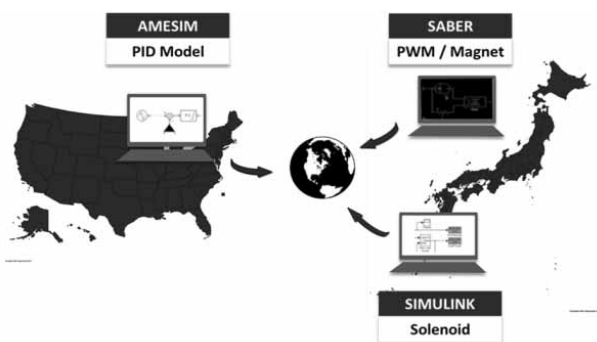 AMESIM
PID Model
SABER
PWM / Magnet
SIMULINK
Solenoid